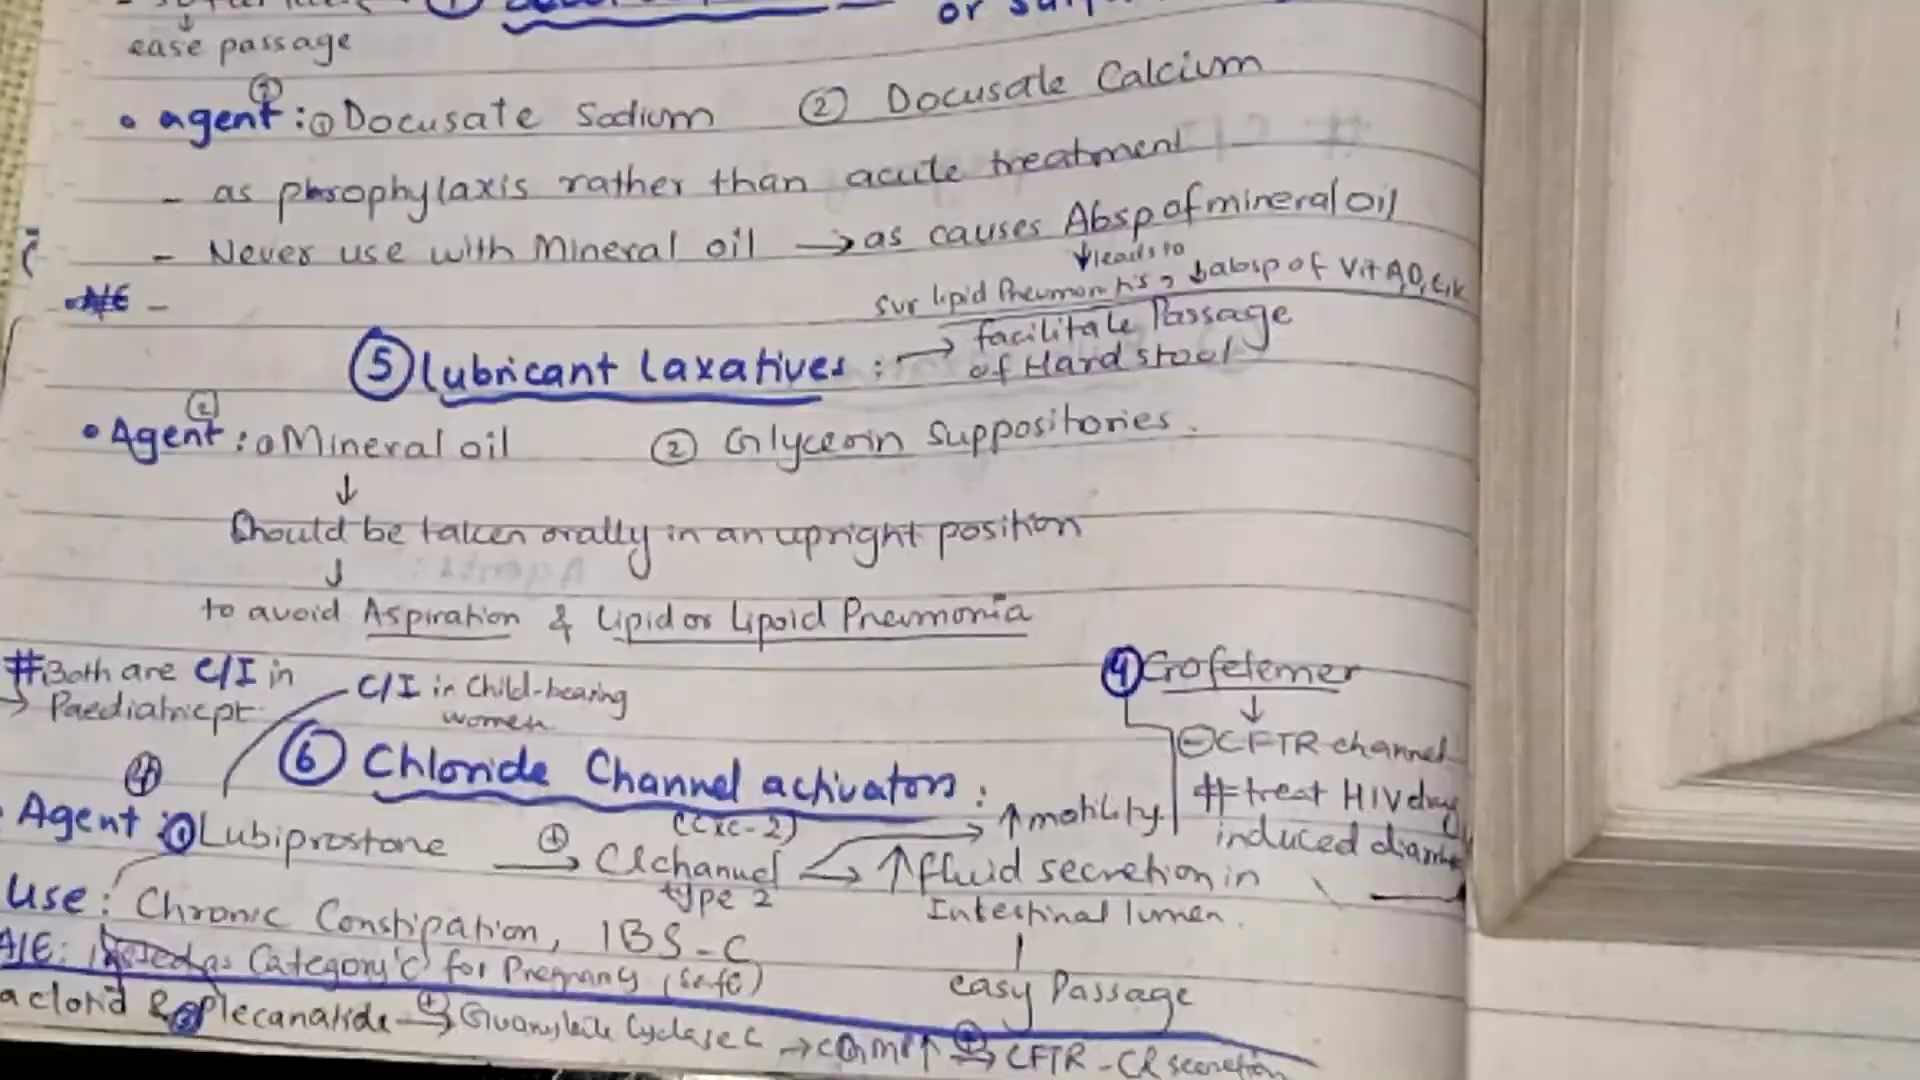 ease passage
② • agent : ① Docusate Sodium ② Docusate Calcium
- as prophylaxis rather than acute treatment
- Never use with Mineral oil → as causes Absp of mineral oil
↓ leads to
lipid Pneumonitis, ↓ absp of Vit A,D,E,K
A/E -
⑤ Lubricant laxatives : → facilitate Passage
of Hard stool
② • Agent : ① Mineral oil ② Glycerin Suppositories.
↓
Should be taken orally in an upright position
↓
to avoid Aspiration & Lipid or Lipoid Pneumonia
# Both are C/I in
→ Paediatric pt.
C/I in Child-bearing
women
④ Crofelemer
↓
⊖ CFTR channel
# treat HIV drug
induced
⑥ Chloride Channel activators :
④ Agent : ① Lubiprostone ⊕→ Cl channel
type 2
↑ motility
↑ fluid secretion in
Intestinal lumen.
easy Passage
Use : Chronic Constipation, IBS-C
A/E : as Category 'C' for Pregnancy (safe)
& ③ Plecanatide ⊕→ Guanylate Cyclase C → cGMP ↑ ⊕→ CFTR - Cl secretion